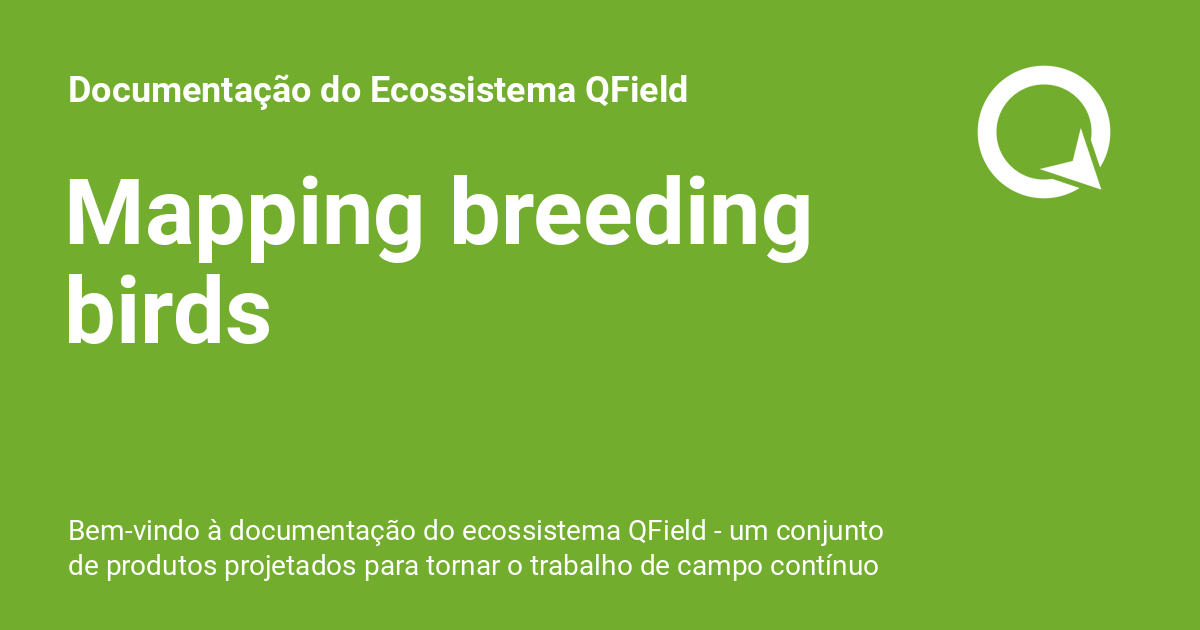 Documentação do Ecossistema QField
Mapping breeding
birds
Bem-vindo à documentação do ecossistema QField - um conjunto
de produtos projetados para tornar o trabalho de campo contínuo